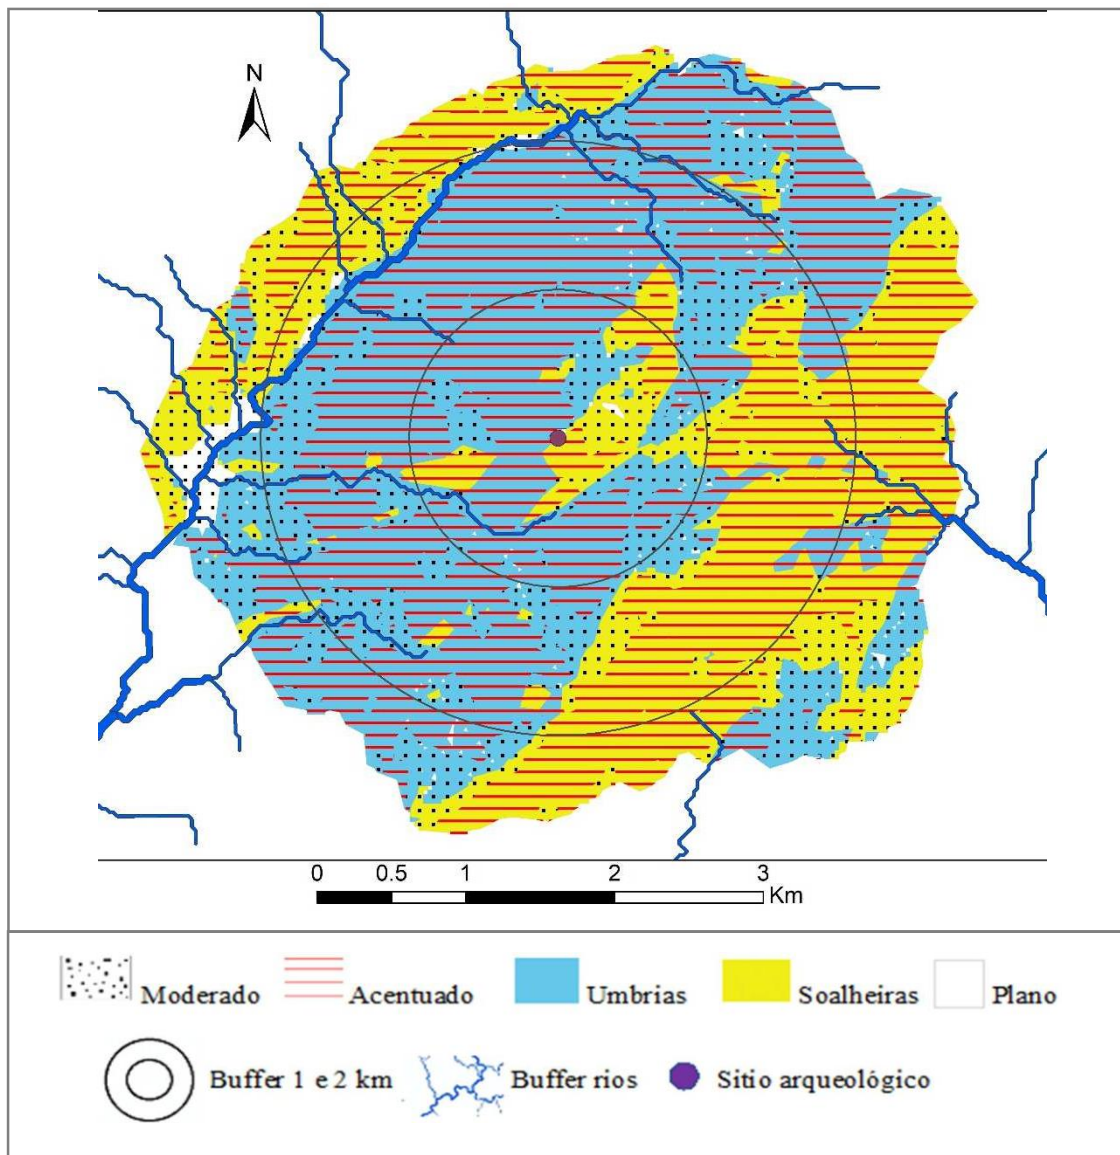 N
0 0.5 1 2 3
Km
Moderado Acentuado Umbrias Soalheiras Plano
Buffer 1 e 2 km Buffer rios Sitio arqueológico